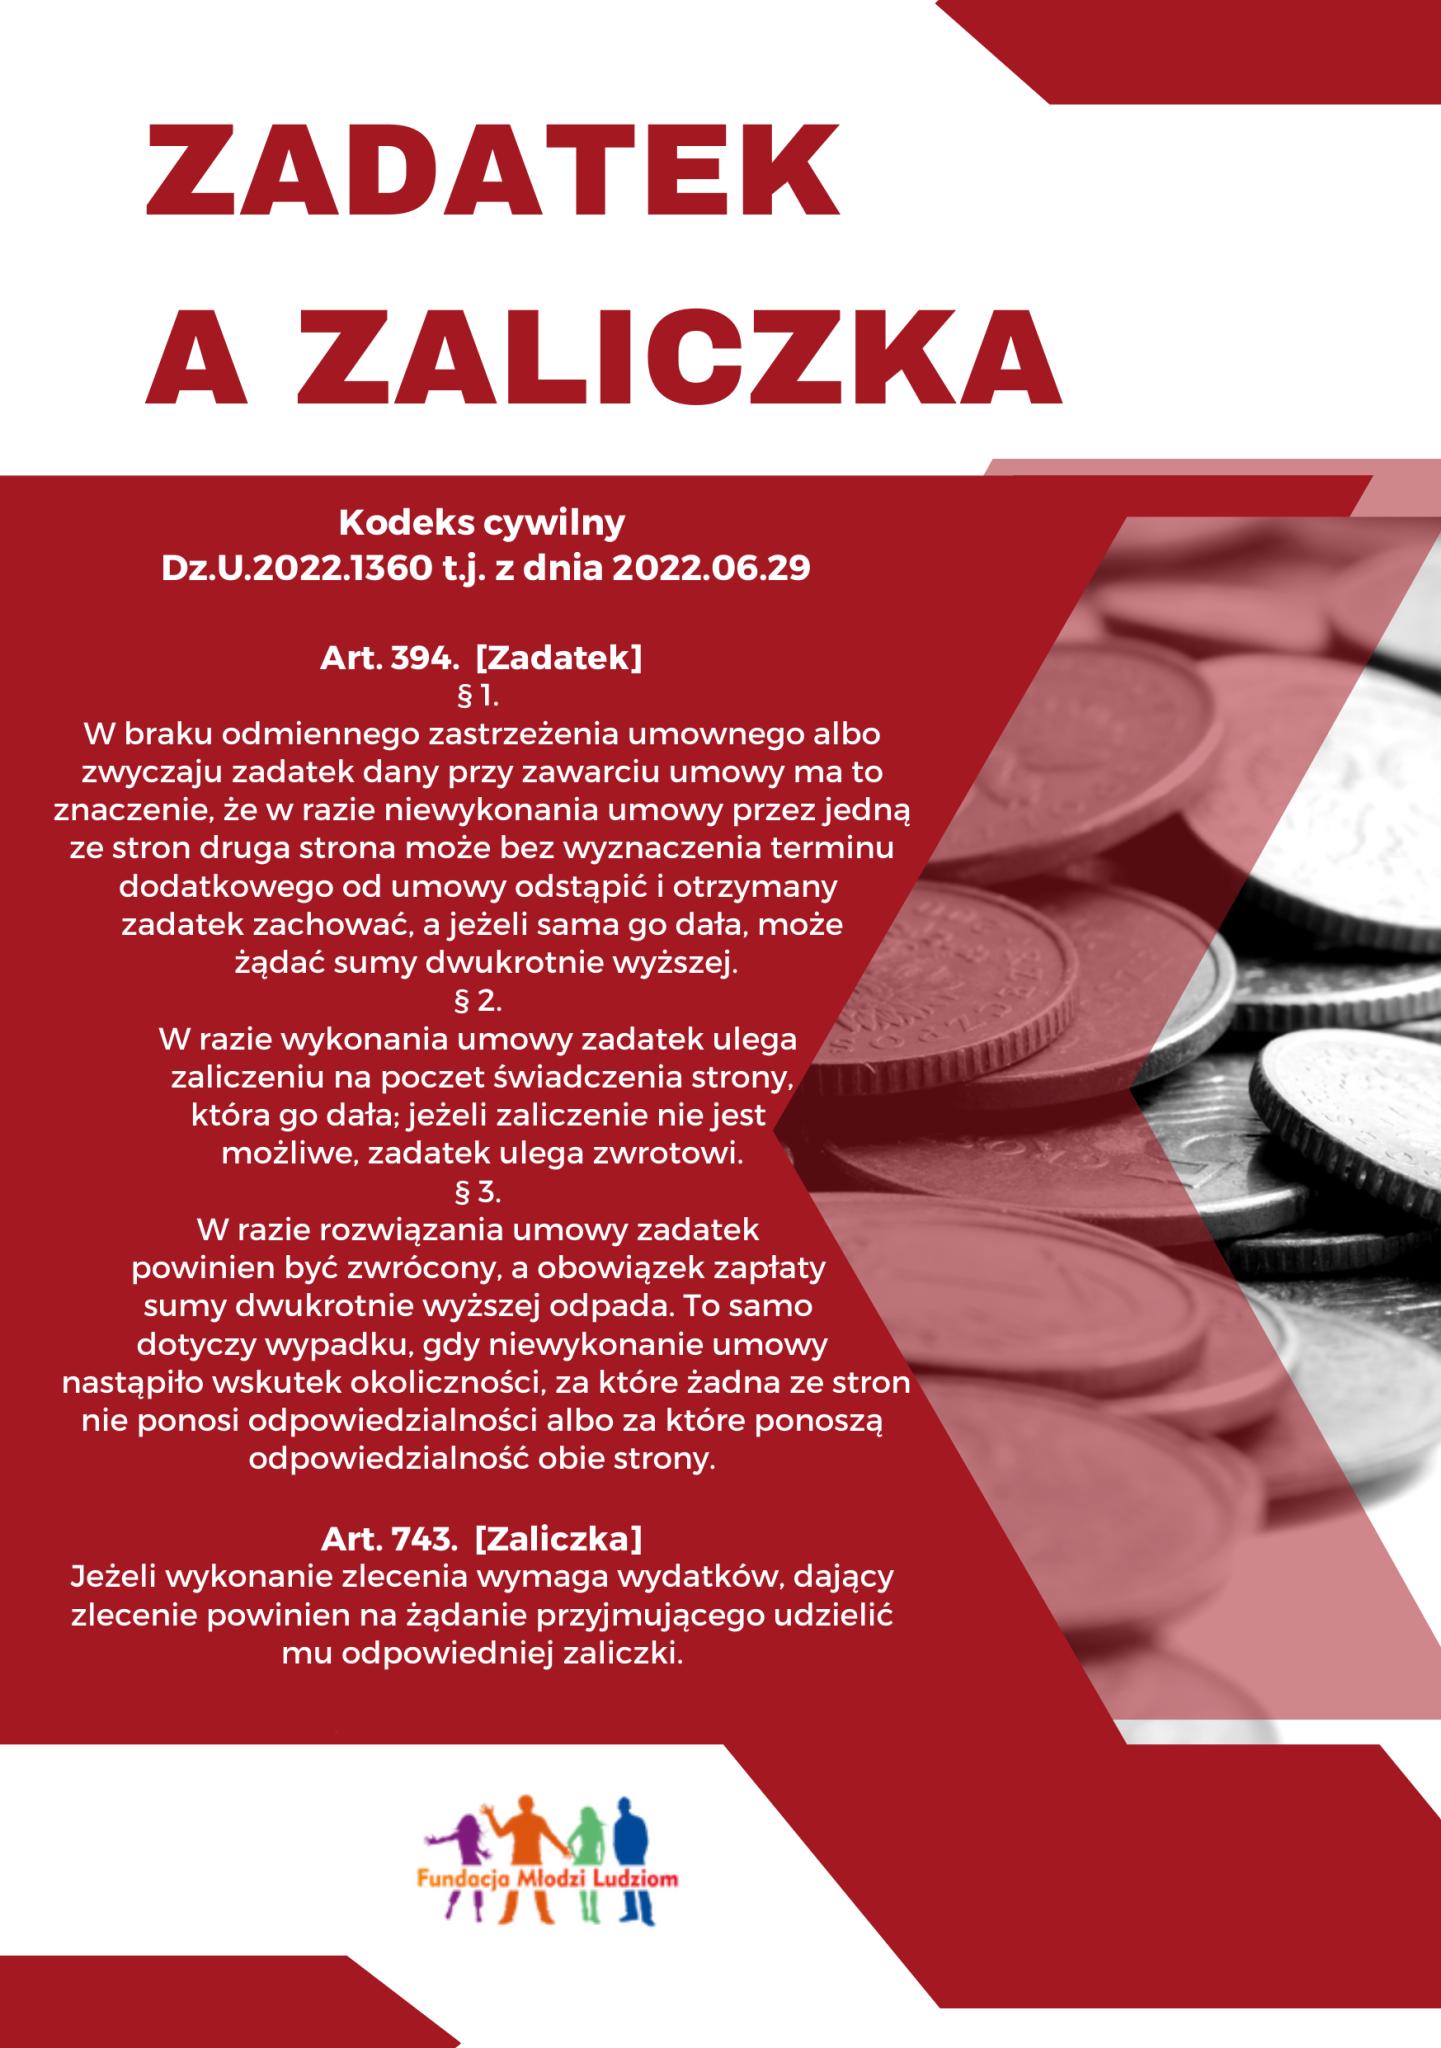 ZADATEK
A ZALICZKA
Kodeks cywilny
Dz.U.2022.1360 t.j. z dnia 2022.06.29
Art. 394. [Zadatek]
§ 1.
W braku odmiennego zastrzeżenia umownego albo
zwyczaju zadatek dany przy zawarciu umowy ma to
znaczenie, że w razie niewykonania umowy przez jedną
ze stron druga strona może bez wyznaczenia terminu
dodatkowego od umowy odstąpić i otrzymany
zadatek zachować, a jeżeli sama go dała, może
żądać sumy dwukrotnie wyższej.
§ 2.
W razie wykonania umowy zadatek ulega
zaliczeniu na poczet świadczenia strony,
która go dała; jeżeli zaliczenie nie jest
możliwe, zadatek ulega zwrotowi.
§ 3.
W razie rozwiązania umowy zadatek
powinien być zwrócony, a obowiązek zapłaty
sumy dwukrotnie wyższej odpada. To samo
dotyczy wypadku, gdy niewykonanie umowy
nastąpiło wskutek okoliczności, za które żadna ze stron
nie ponosi odpowiedzialności albo za które ponoszą
odpowiedzialność obie strony.
Art. 743. [Zaliczka]
Jeżeli wykonanie zlecenia wymaga wydatków, dający
zlecenie powinien na żądanie przyjmującego udzielić
mu odpowiedniej zaliczki.
Fundacja Młodzi Ludziom